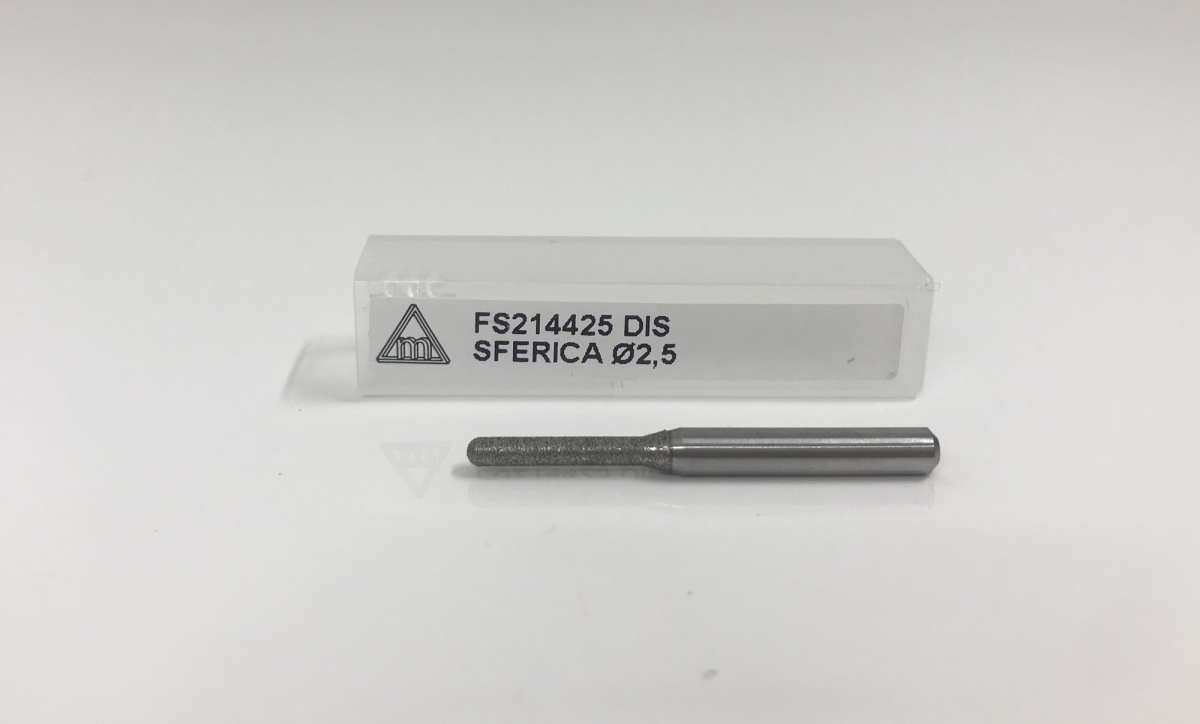 m
FS214425 DIS
SFERICA Ø2,5